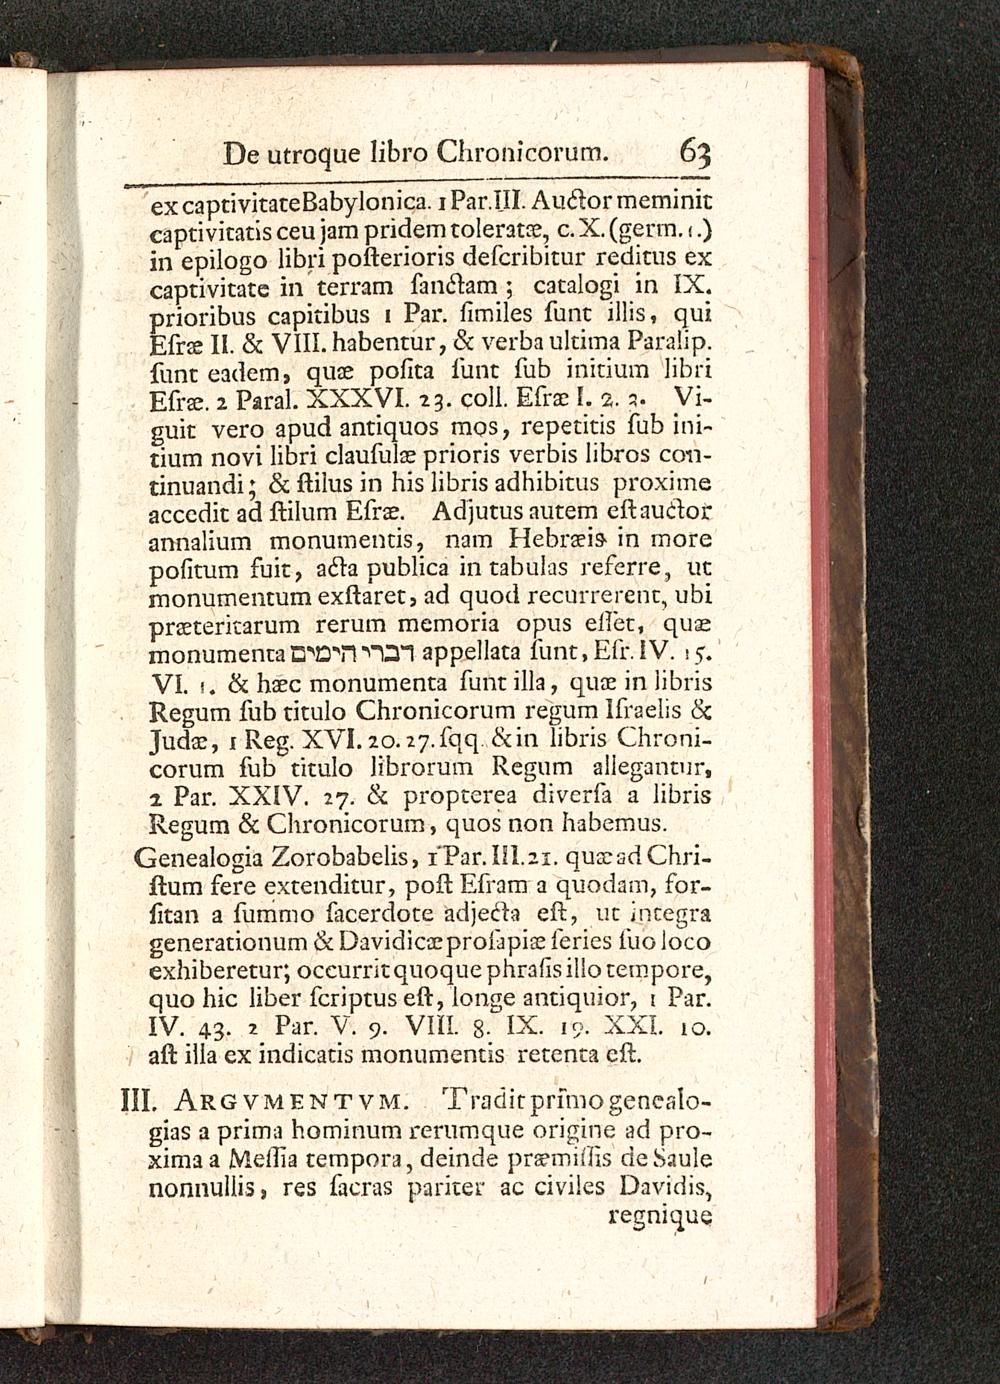 De utroque libro Chronicorum. 63
ex captivitate Babylonica. 1 Par. III. Auctor meminit
captivitatis ceu jam pridem toleratæ, c. X. (germ. 1.)
in epilogo libri poſterioris deſcribitur reditus ex
captivitate in terram ſanctam; catalogi in IX.
prioribus capitibus 1 Par. ſimiles ſunt illis, qui
Eſræ II. & VIII. habentur, & verba ultima Paralip.
ſunt eadem, quæ poſita ſunt ſub initium libri
Eſræ. 2 Paral. XXXVI. 23. coll. Eſræ I. 2. 3. Vi-
guit vero apud antiquos mos, repetitis ſub ini-
tium novi libri clauſulæ prioris verbis libros con-
tinuandi; & ſtilus in his libris adhibitus proxime
accedit ad ſtilum Eſræ. Adjutus autem eſt auctor
annalium monumentis, nam Hebræis in more
poſitum fuit, acta publica in tabulas referre, ut
monumentum exſtaret, ad quod recurrerent, ubi
præteritarum rerum memoria opus eſſet, quæ
monumenta דברי הימים appellata ſunt, Eſr. IV. 15.
VI. 1. & hæc monumenta ſunt illa, quæ in libris
Regum ſub titulo Chronicorum regum Iſraelis &
Judæ, 1 Reg. XVI. 20. 27. ſqq. & in libris Chroni-
corum ſub titulo librorum Regum allegantur,
2 Par. XXIV. 27. & propterea diverſa a libris
Regum & Chronicorum, quos non habemus.
Genealogia Zorobabelis, 1 Par. III. 21. quæ ad Chri-
ſtum fere extenditur, poſt Eſram a quodam, for-
ſitan a ſummo ſacerdote adjecta eſt, ut integra
generationum & Davidicæ proſapiæ ſeries ſuo loco
exhiberetur; occurrit quoque phraſis illo tempore,
quo hic liber ſcriptus eſt, longe antiquior, 1 Par.
IV. 43. 2 Par. V. 9. VIII. 8. IX. 19. XXI. 10.
aſt illa ex indicatis monumentis retenta eſt.
III. ARGVMENTVM. Tradit primo genealo-
gias a prima hominum rerumque origine ad pro-
xima a Meſſia tempora, deinde præmiſſis de Saule
nonnullis, res ſacras pariter ac civiles Davidis,
regnique